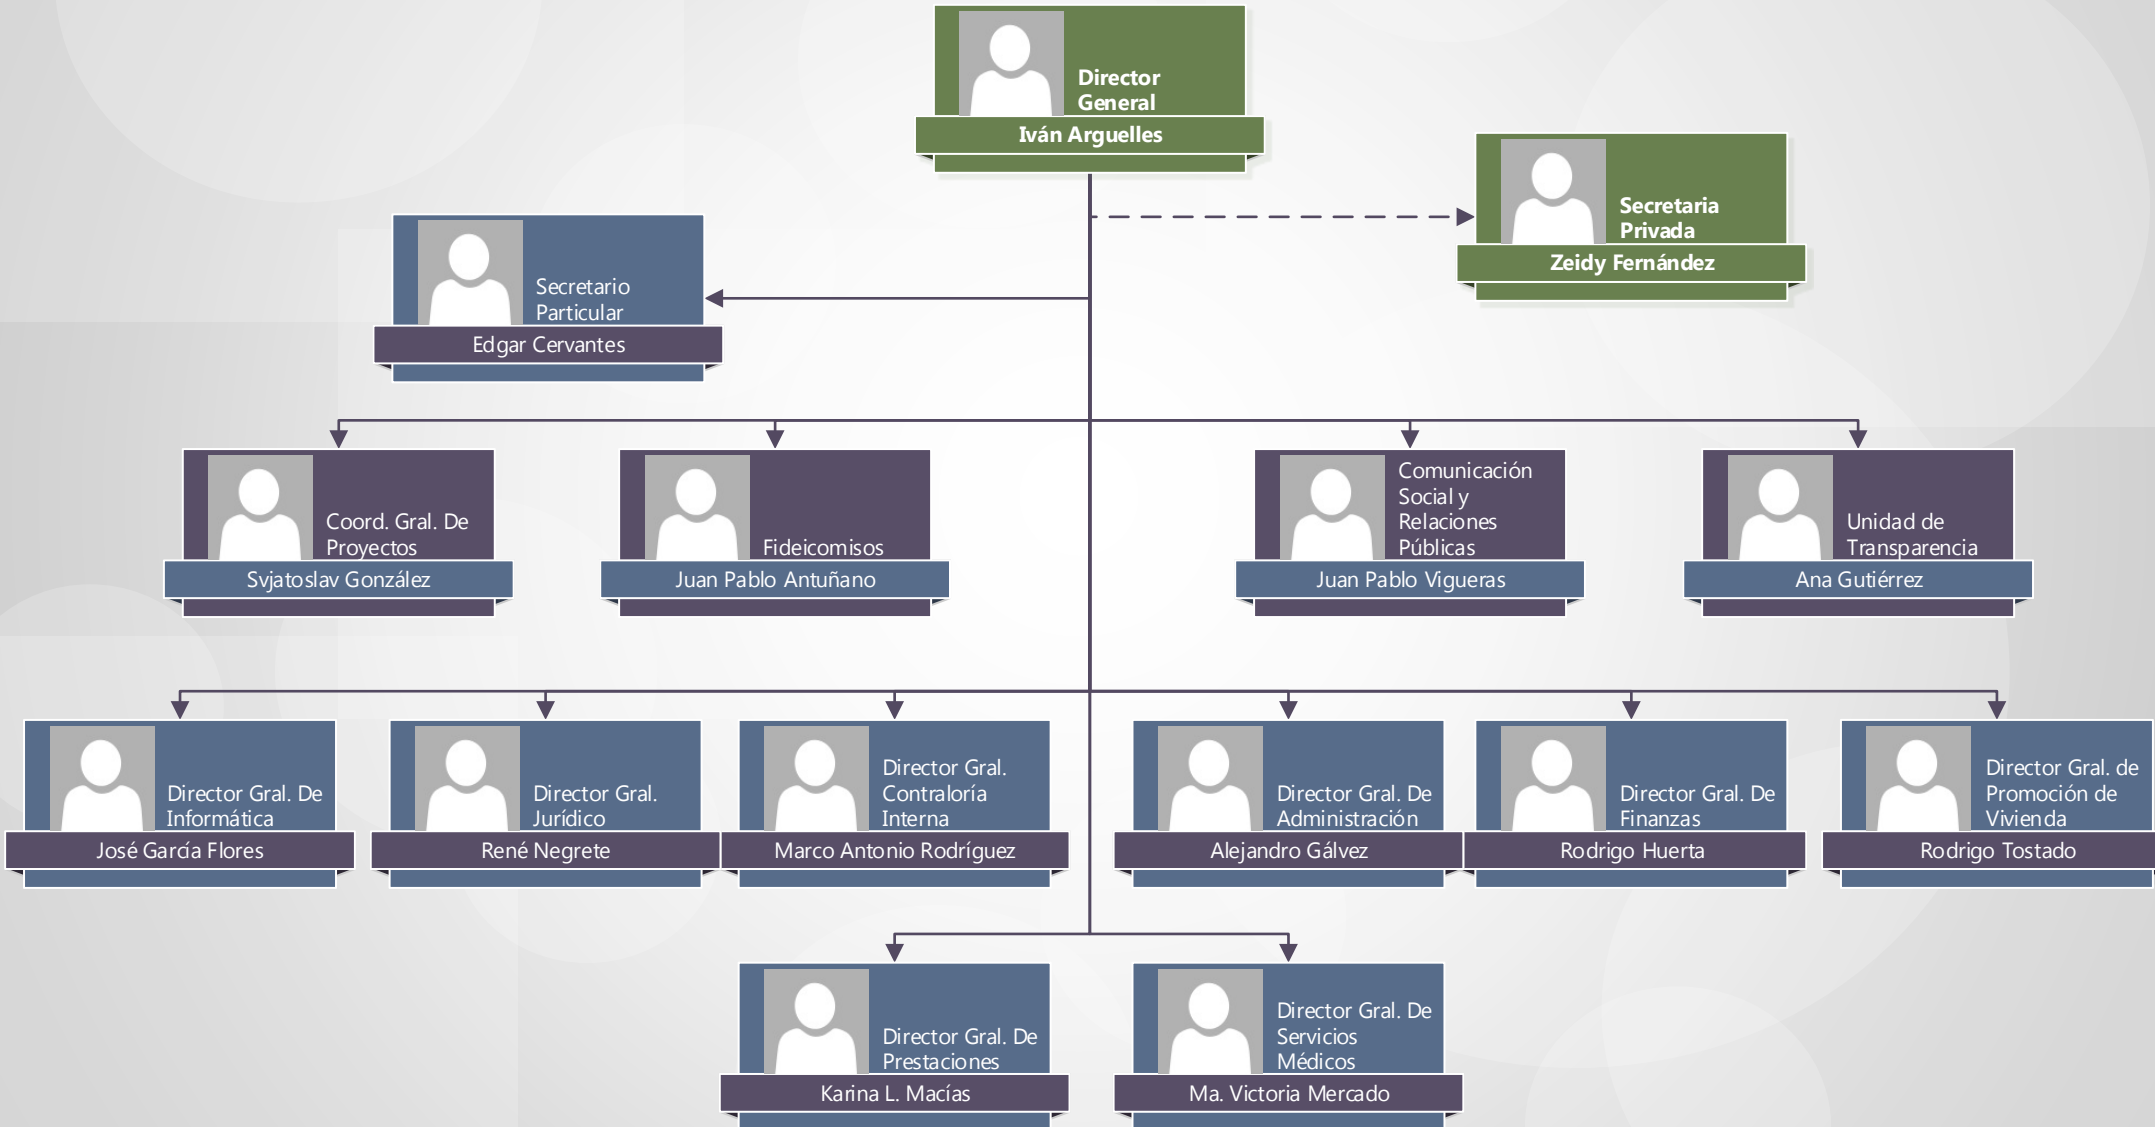 Director
General
Iván Arguelles
Secretaria
Privada
Zeidy Fernández
Secretario
Particular
Edgar Cervantes
Coord. Gral. De
Proyectos
Svjatoslav González
Fideicomisos
Juan Pablo Antuñano
Comunicación
Social y
Relaciones
Públicas
Juan Pablo Vigueras
Unidad de
Transparencia
Ana Gutiérrez
Director Gral. De
Informática
José García Flores
Director Gral.
Jurídico
René Negrete
Director Gral.
Contraloría
Interna
Marco Antonio Rodríguez
Director Gral. De
Administración
Alejandro Gálvez
Director Gral. De
Finanzas
Rodrigo Huerta
Director Gral. de
Promoción de
Vivienda
Rodrigo Tostado
Director Gral. De
Prestaciones
Karina L. Macías
Director Gral. De
Servicios
Médicos
Ma. Victoria Mercado